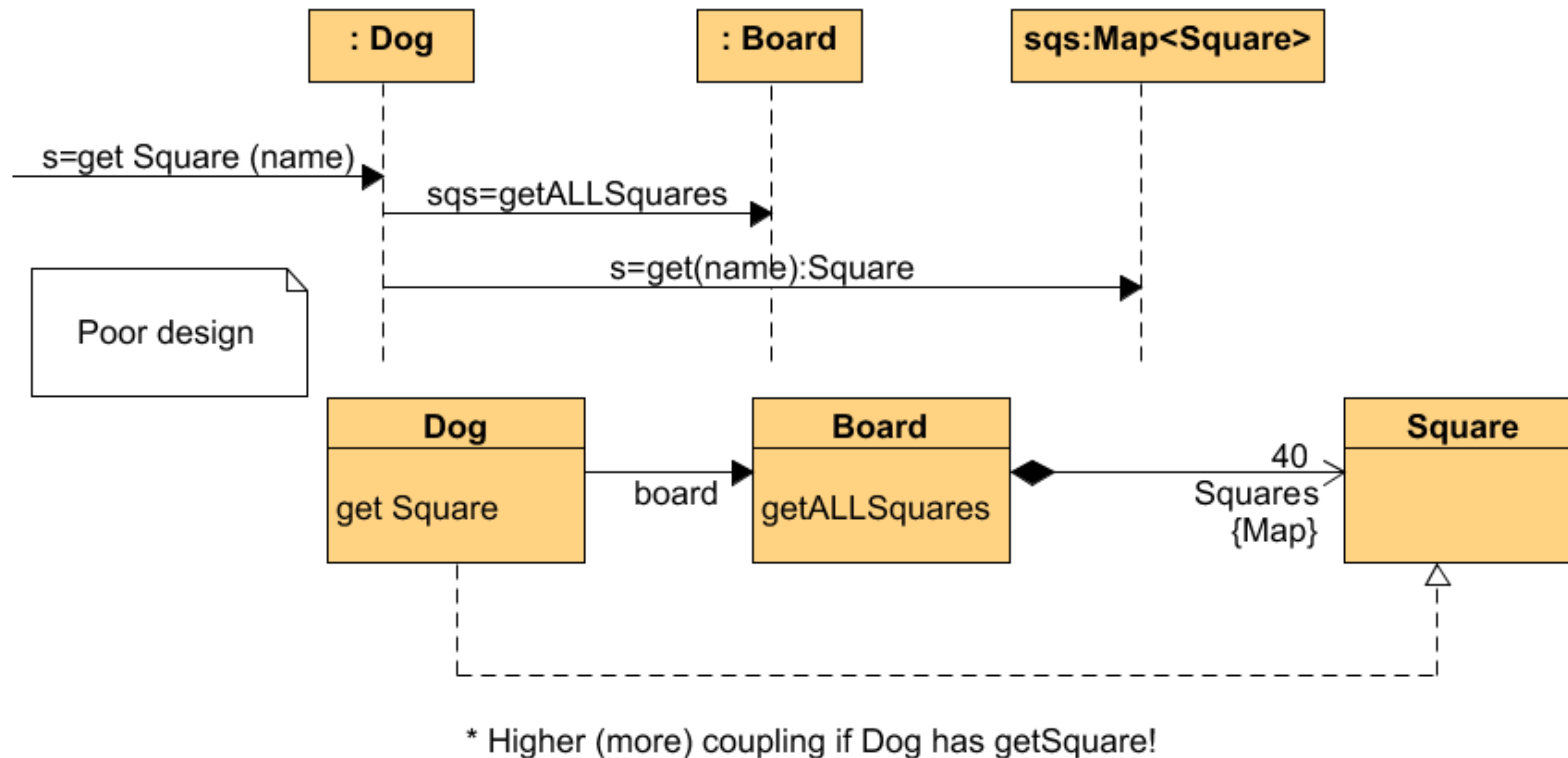 : Dog
: Board
sqs:Map<Square>
s=get Square (name)
sqs=getALLSquares
s=get(name):Square
Poor design
Dog
get Square
board
Board
getALLSquares
40
Squares
{Map}
Square
* Higher (more) coupling if Dog has getSquare!